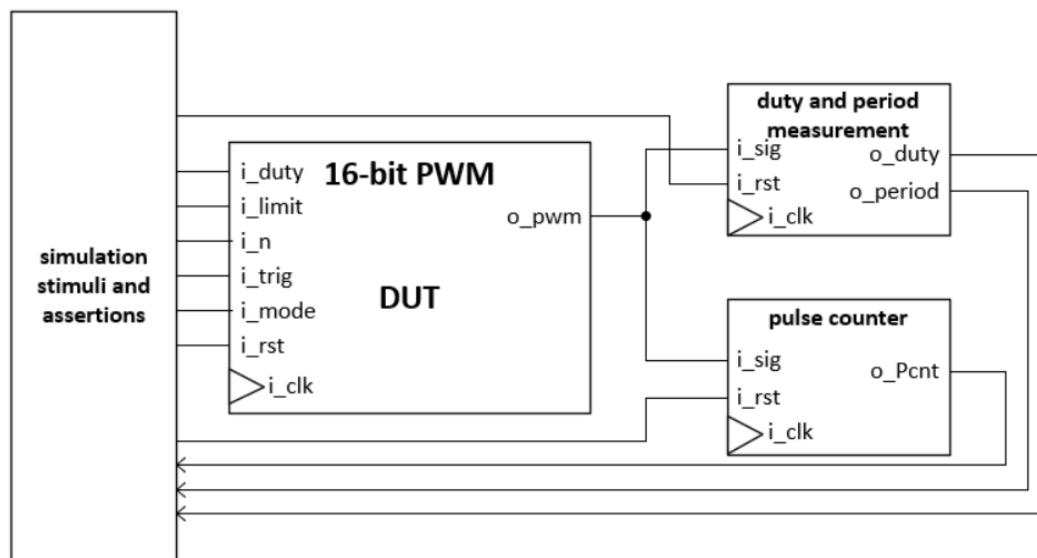 simulation
stimuli and
assertions
i_duty
i_limit
i_n
i_trig
i_mode
i_rst
i_clk
16-bit PWM
DUT
o_pwm
duty and period
measurement
i_sig
i_rst
i_clk
o_duty
o_period
pulse counter
i_sig
i_rst
i_clk
o_Pcnt